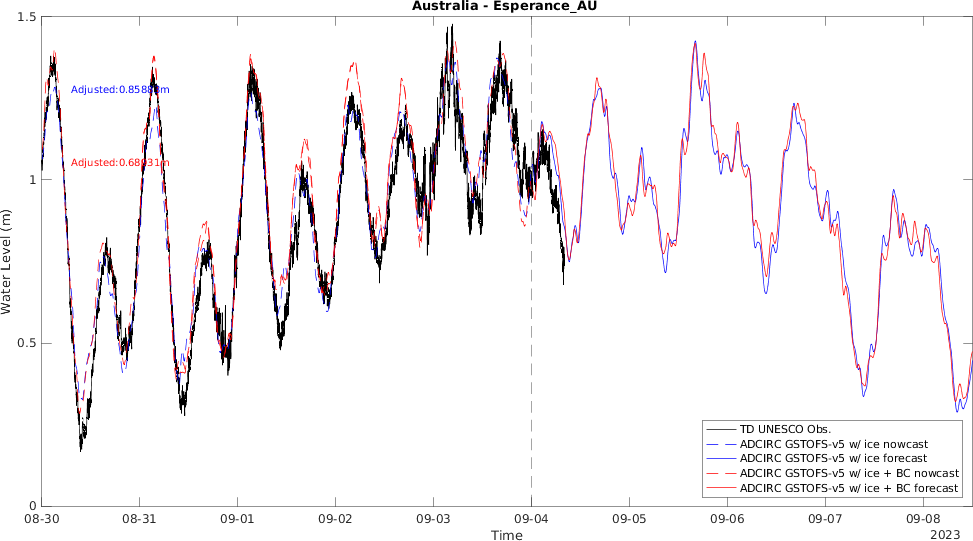 Australia - Esperance_AU
1.5
1
0.5
0
Water Level (m)
Adjusted:0.8588
Adjusted:0.68
08-30 08-31 09-01 09-02 09-03 09-04 09-05 09-06 09-07 09-08
Time
2023
TD UNESCO Obs.
ADCIRC GSTOFS-v5 w/ ice nowcast
ADCIRC GSTOFS-v5 w/ ice forecast
ADCIRC GSTOFS-v5 w/ ice + BC nowcast
ADCIRC GSTOFS-v5 w/ ice + BC forecast